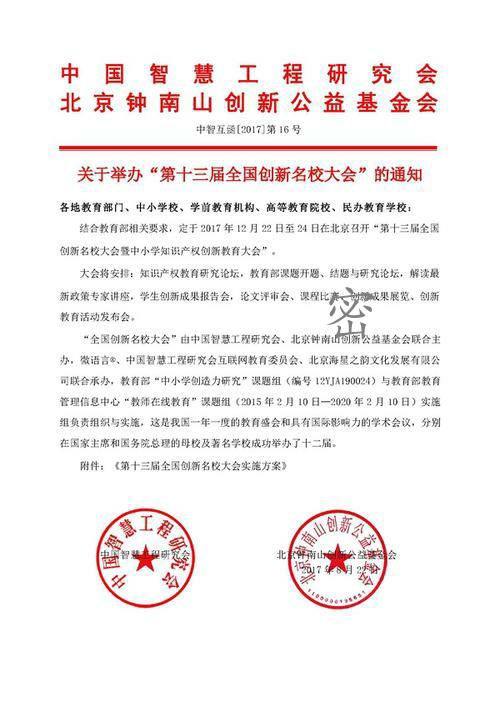 中国智慧工程研究会
北京钟南山创新公益基金会
中智互函[2017]第16号
关于举办“第十三届全国创新名校大会”的通知
各地教育部门、中小学校、学前教育机构、高等教育院校、民办教育学校：
结合教育部相关要求，定于2017年12月22日至24日在北京召开“第十三届全国
创新名校大会暨中小学知识产权创新教育大会”。
大会将安排：知识产权教育研究论坛，教育部课题开题、结题与研究论坛，解读最
新政策专家讲座，学生创新成果报告会，论文评审会、课程比赛、创新成果展览、创新
教育活动发布会。
密
“全国创新名校大会”由中国智慧工程研究会、北京钟南山创新公益基金会联合主
办，微语言®、中国智慧工程研究会互联网教育委员会、北京海星之韵文化发展有限公
司联合承办，教育部“中小学创造力研究”课题组（编号12YJA190024）与教育部教育
管理信息中心“教师在线教育”课题组（2015年2月10日—2020年2月10日）实施
组负责组织与实施，这是我国一年一度的教育盛会和具有国际影响力的学术会议，分别
在国家主席和国务院总理的母校及著名学校成功举办了十二届。
附件：《第十三届全国创新名校大会实施方案》
中国智慧工程研究会
北京钟南山创新公益基金会
2017年8月22日
中国智慧工程研究会
北京钟南山创新公益基金会